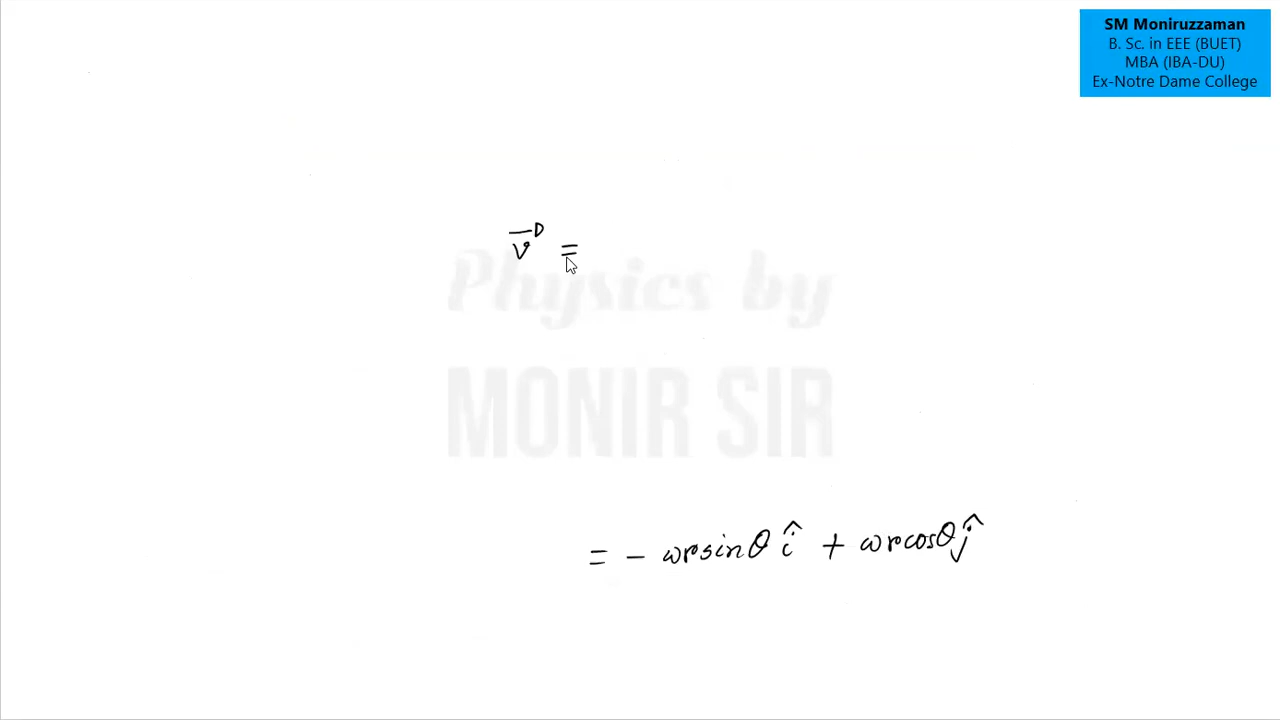 SM Moniruzzaman
B. Sc. in EEE (BUET)
MBA (IBA-DU)
Ex-Notre Dame College
v⃗ =
Physics by
MONIR SIR
= - ωr sinθ î + ωr cosθ ĵ